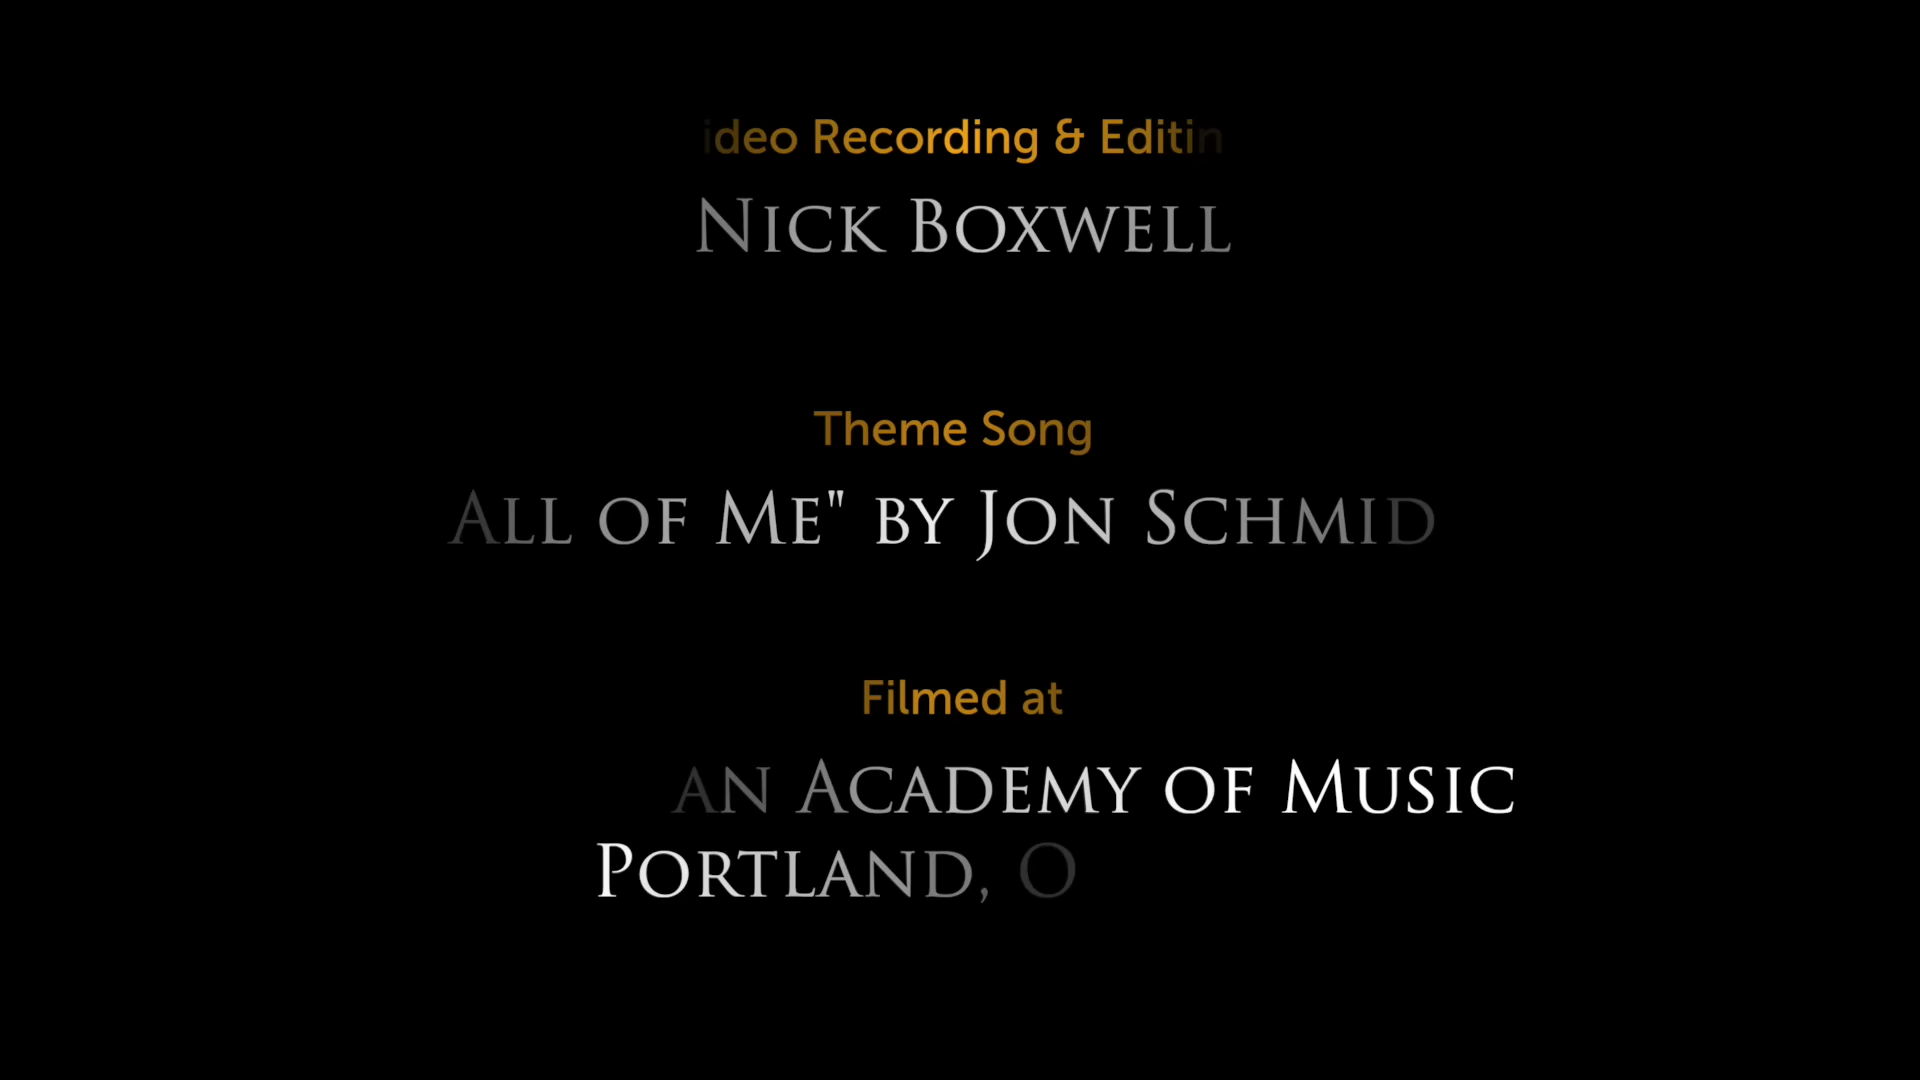 ideo Recording & Editin
Nick Boxwell
Theme Song
All of Me" by Jon Schmid
Filmed at
an Academy of Music
Portland, O